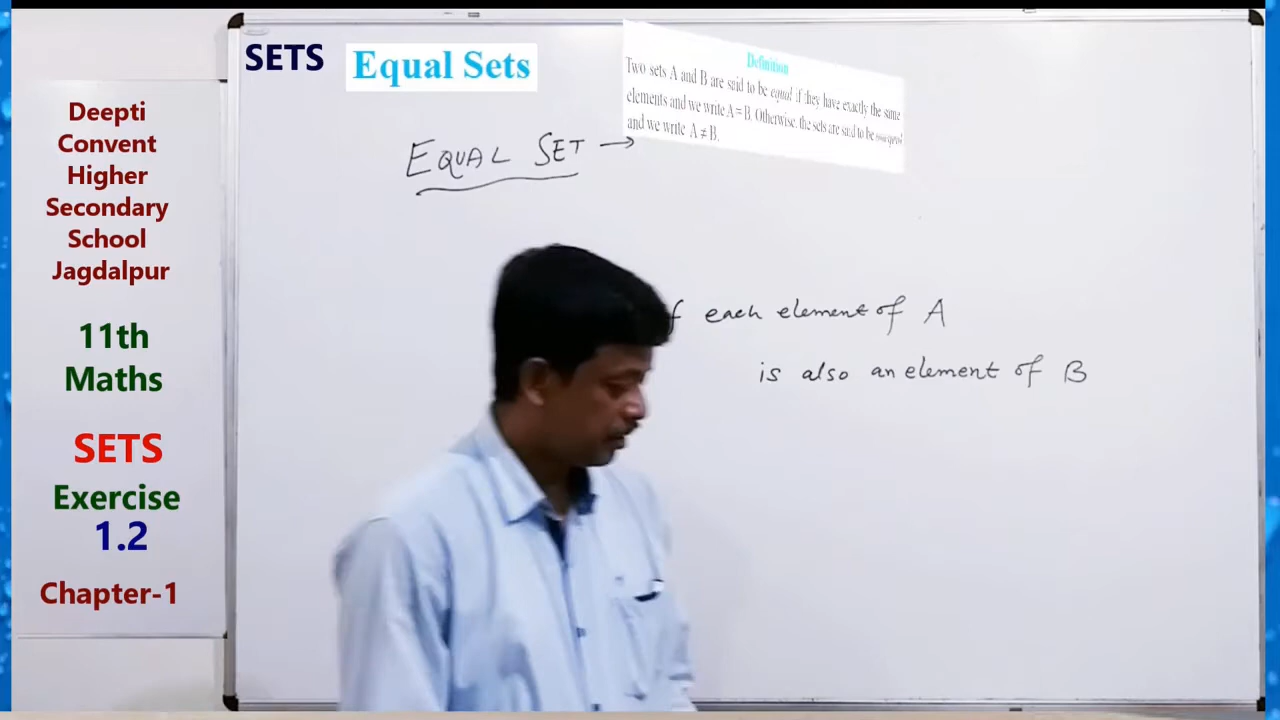 SETS
Equal Sets
Definition
Two sets A and B are said to be equal if they have exactly the same
elements and we write A = B. Otherwise, the sets are said to be
and we write A ≠ B.
EQUAL SET →
f each element of A
is also an element of B
Deepti
Convent
Higher
Secondary
School
Jagdalpur
11th
Maths
SETS
Exercise
1.2
Chapter-1